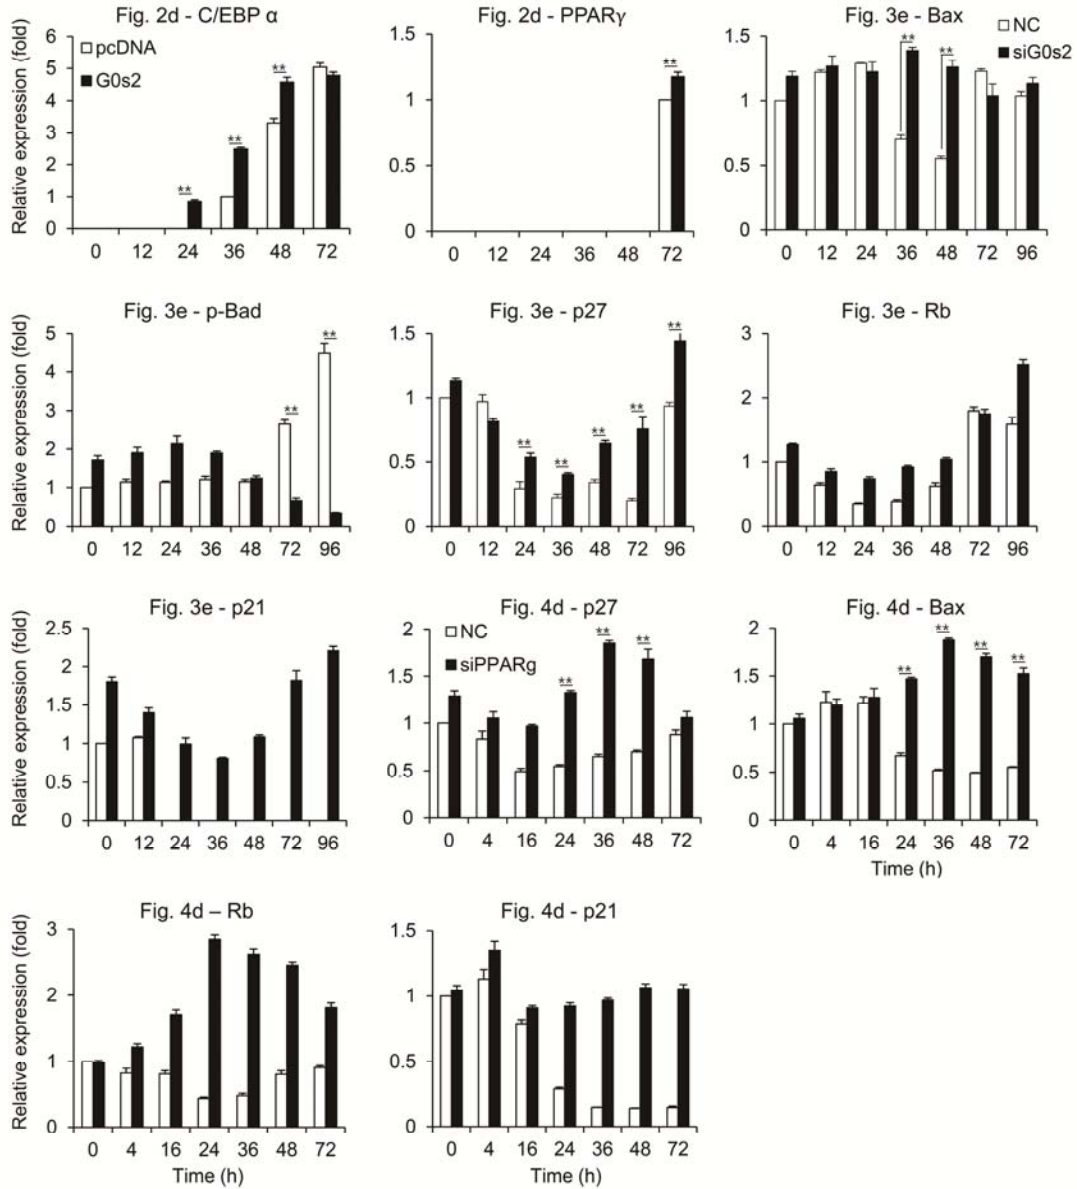 Fig. 2d - C/EBP α
Relative expression (fold)
6
5
4
3
2
1
0
pcDNA
G0s2
**
**
**
0 12 24 36 48 72
Fig. 2d - PPARγ
1.5
1
0.5
0
**
0 12 24 36 48 72
Fig. 3e - Bax
1.5
1
0.5
0
NC
siG0s2
**
**
0 12 24 36 48 72 96
Fig. 3e - p-Bad
Relative expression (fold)
5
4
3
2
1
0
**
**
0 12 24 36 48 72 96
Fig. 3e - p27
1.5
1
0.5
0
**
**
**
**
**
0 12 24 36 48 72 96
Fig. 3e - Rb
3
2
1
0
0 12 24 36 48 72 96
Fig. 3e - p21
Relative expression (fold)
2.5
2
1.5
1
0.5
0
0 12 24 36 48 72 96
Fig. 4d - p27
2
1.5
1
0.5
0
NC
siPPARg
**
**
**
0 4 16 24 36 48 72
Fig. 4d - Bax
2
1.5
1
0.5
0
**
**
**
**
0 4 16 24 36 48 72
Time (h)
Fig. 4d – Rb
Relative expression (fold)
3
2
1
0
0 4 16 24 36 48 72
Time (h)
Fig. 4d - p21
1.5
1
0.5
0
0 4 16 24 36 48 72
Time (h)